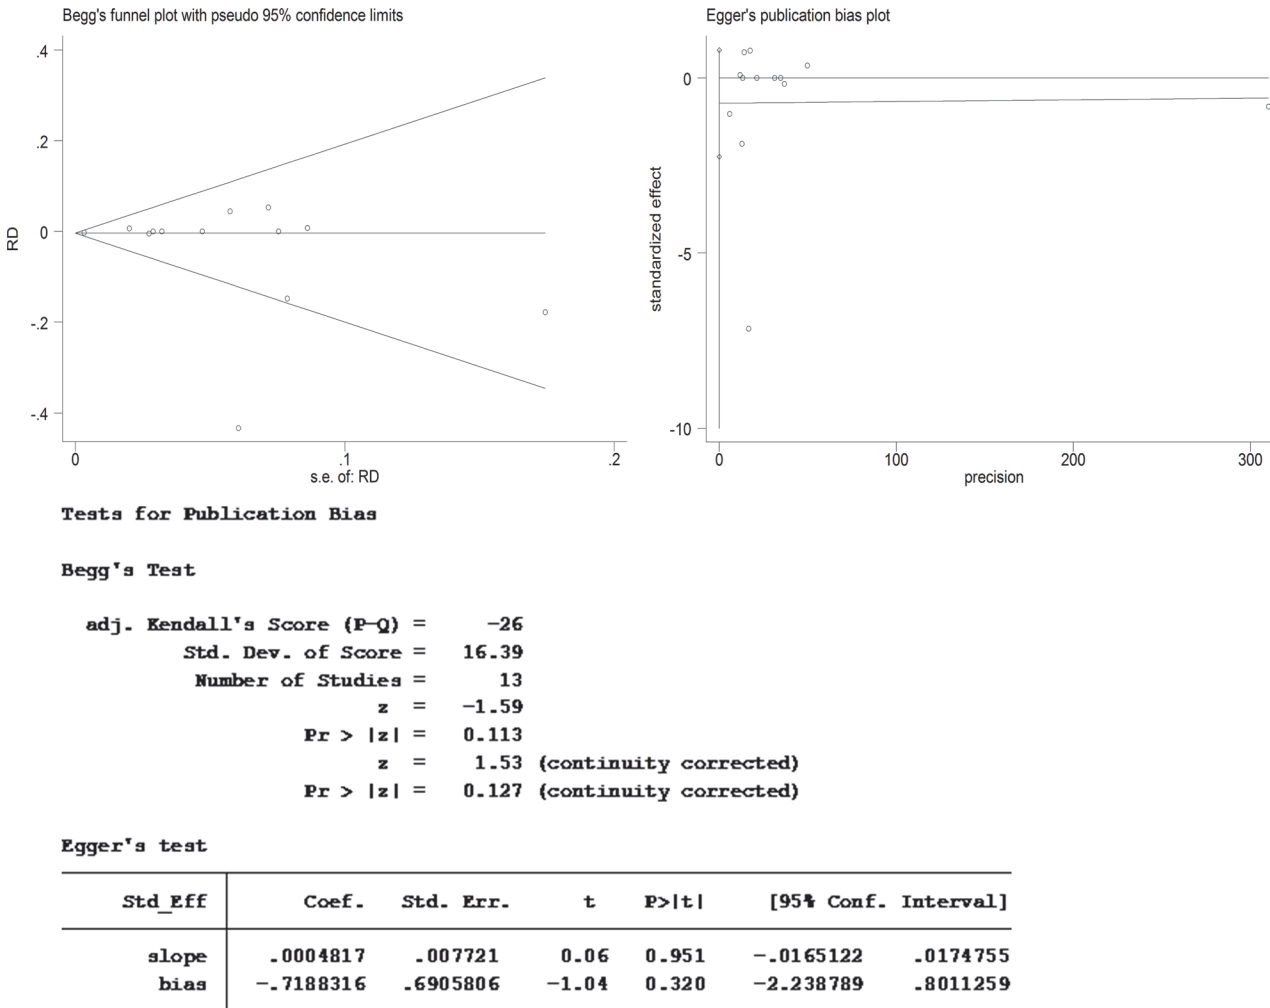 Begg's funnel plot with pseudo 95% confidence limits
.4
.2
0
-.2
-.4
RD
0
.1
.2
s.e. of: RD
Egger's publication bias plot
0
-5
-10
standardized effect
0
100
200
300
precision
Tests for Publication Bias
Begg's Test
adj. Kendall's Score (P-Q) = -26
Std. Dev. of Score = 16.39
Number of Studies = 13
z = -1.59
Pr > |z| = 0.113
z = 1.53 (continuity corrected)
Pr > |z| = 0.127 (continuity corrected)
Egger's test
Std_Eff Coef. Std. Err. t P>|t| [95% Conf. Interval]
slope .0004817 .007721 0.06 0.951 -.0165122 .0174755
bias -.7188316 .6905806 -1.04 0.320 -2.238789 .8011259